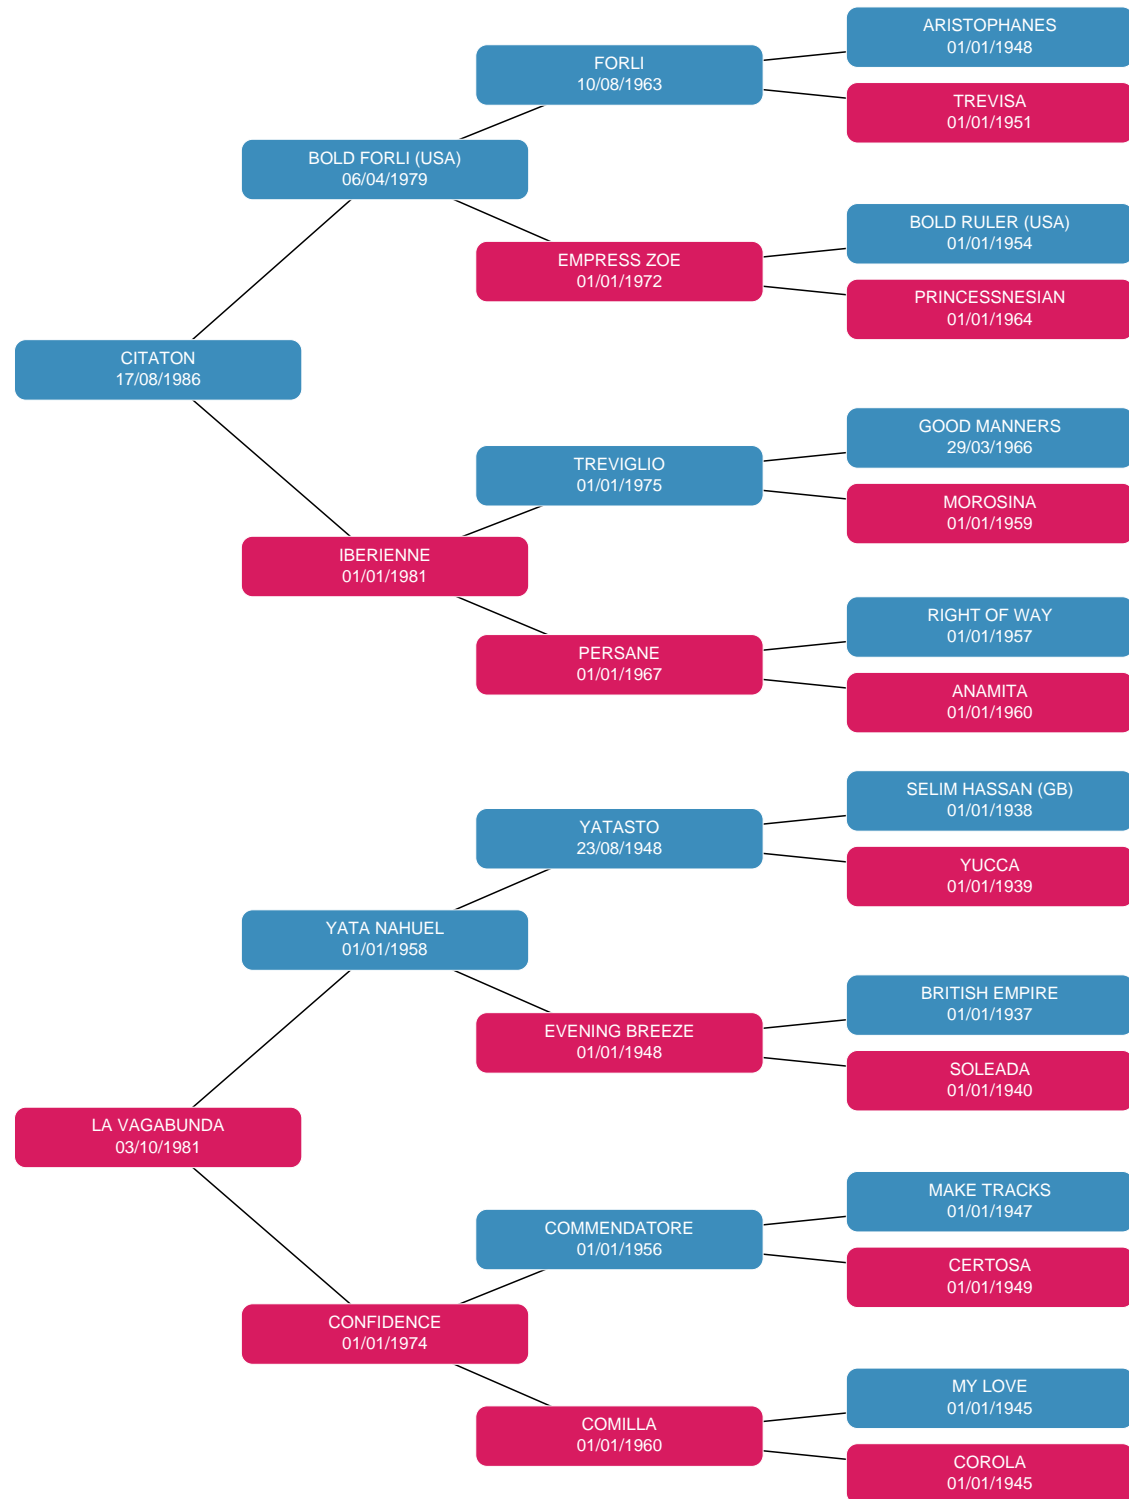 ARISTOPHANES
01/01/1948
FORLI
10/08/1963
TREVISA
01/01/1951
BOLD FORLI (USA)
06/04/1979
BOLD RULER (USA)
01/01/1954
EMPRESS ZOE
01/01/1972
PRINCESSNESIAN
01/01/1964
CITATON
17/08/1986
GOOD MANNERS
29/03/1966
TREVIGLIO
01/01/1975
MOROSINA
01/01/1959
IBERIENNE
01/01/1981
RIGHT OF WAY
01/01/1957
PERSANE
01/01/1967
ANAMITA
01/01/1960
SELIM HASSAN (GB)
01/01/1938
YATASTO
23/08/1948
YUCCA
01/01/1939
YATA NAHUEL
01/01/1958
BRITISH EMPIRE
01/01/1937
EVENING BREEZE
01/01/1948
SOLEADA
01/01/1940
LA VAGABUNDA
03/10/1981
MAKE TRACKS
01/01/1947
COMMENDATORE
01/01/1956
CERTOSA
01/01/1949
CONFIDENCE
01/01/1974
MY LOVE
01/01/1945
COMILLA
01/01/1960
COROLA
01/01/1945